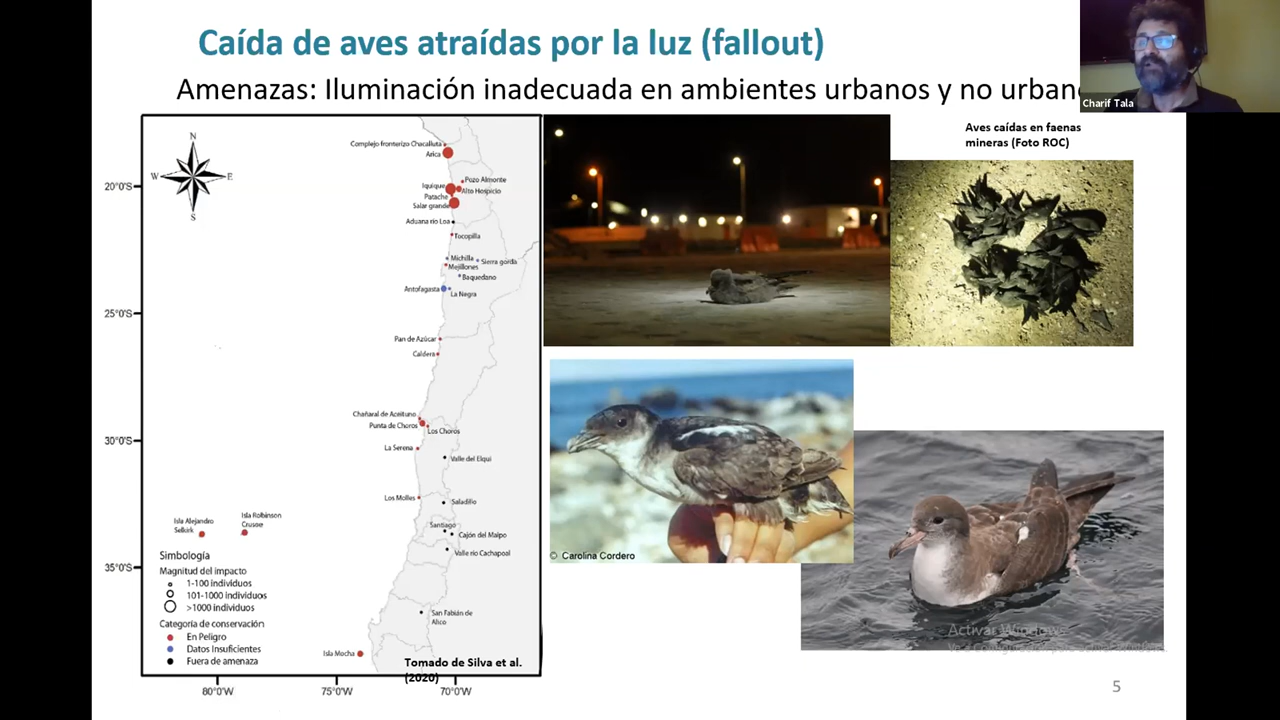 Caída de aves atraídas por la luz (fallout)
Amenazas: Iluminación inadecuada en ambientes urbanos y no urban
Charif Tala
Aves caídas en faenas
mineras (Foto ROC)
N
W
E
S
20°0'S
25°0'S
30°0'S
35°0'S
Complejo fronterizo Chacalluta
Arica
Pozo Almonte
Iquique
Alto Hospicio
Patache
Salar grande
Aduana río Loa
Tocopilla
Michilla
Sierra gorda
Mejillones
Baquedano
Antofagasta
La Negra
Pan de Azúcar
Caldera
Chañaral de Aceituno
Punta de Choros
Los Choros
La Serena
Valle del Elqui
Los Molles
Saladillo
Isla Alejandro
Selkirk
Isla Robinson
Crusoe
Santiago
Cajón del Maipo
Valle río Cachapoal
San Fabián de
Alico
Isla Mocha
Simbología
Magnitud del impacto
1-100 individuos
101-1000 individuos
>1000 individuos
Categoría de conservación
En Peligro
Datos Insuficientes
Fuera de amenaza
Tomado de Silva et al.
(2020)
80°0'W
75°0'W
70°0'W
© Carolina Cordero
Activar Windows
5